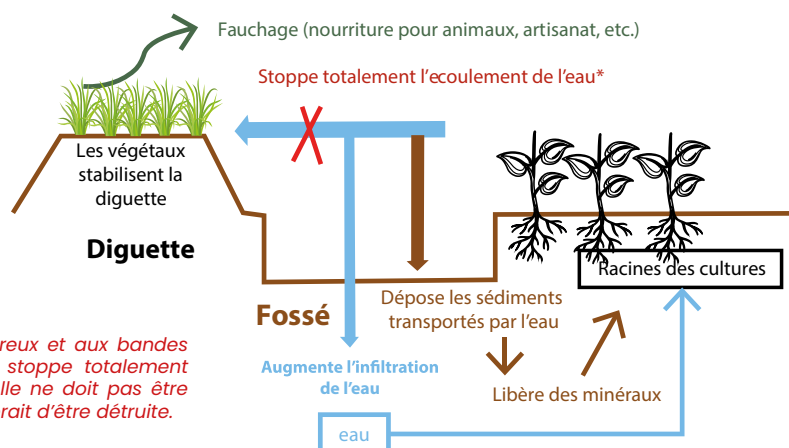 Fauchage (nourriture pour animaux, artisanat, etc.)
Stoppe totalement l'ecoulement de l'eau*
Les végétaux
stabilisent la
diguette
Diguette
Racines des cultures
Fossé
Dépose les sédiments
transportés par l'eau
Augmente l'infiltration
de l'eau
Libère des minéraux
eau
reux et aux bandes
stoppe totalement
lle ne doit pas être
rait d'être détruite.